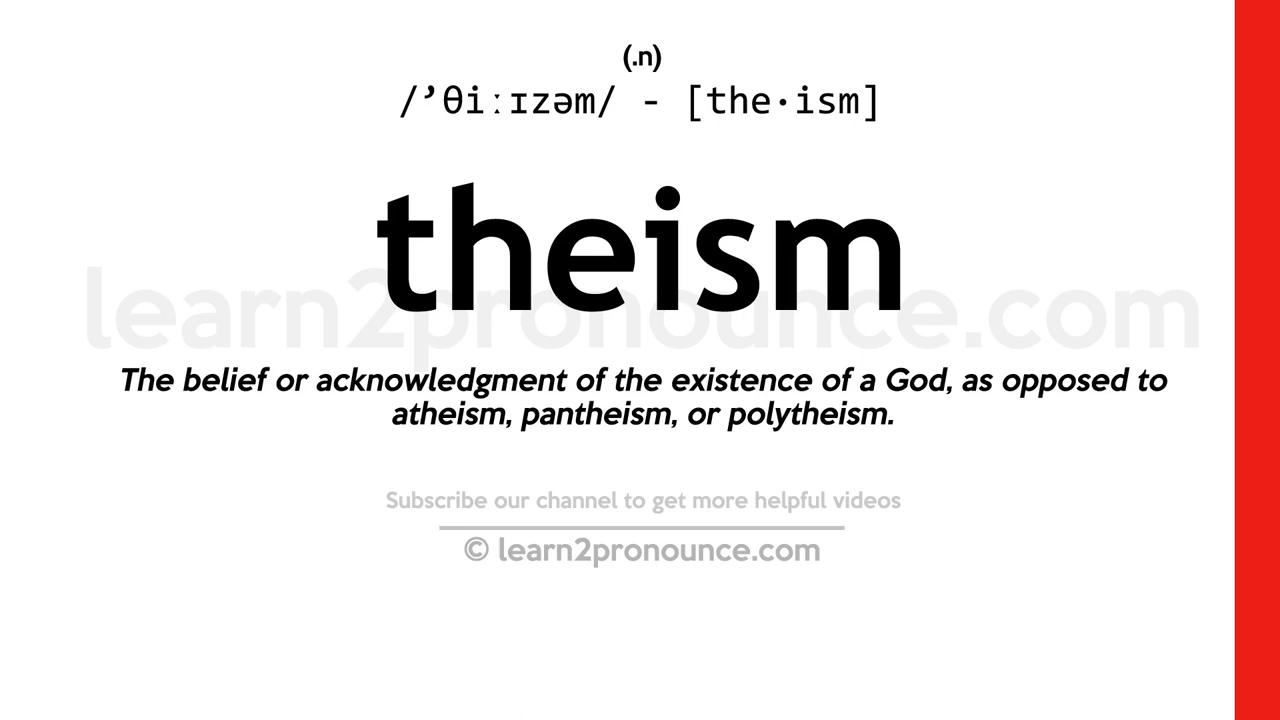 (.n)
/’θiːɪzəm/ - [the·ism]
theism
learn2pronounce.com
The belief or acknowledgment of the existence of a God, as opposed to
atheism, pantheism, or polytheism.
Subscribe our channel to get more helpful videos
© learn2pronounce.com